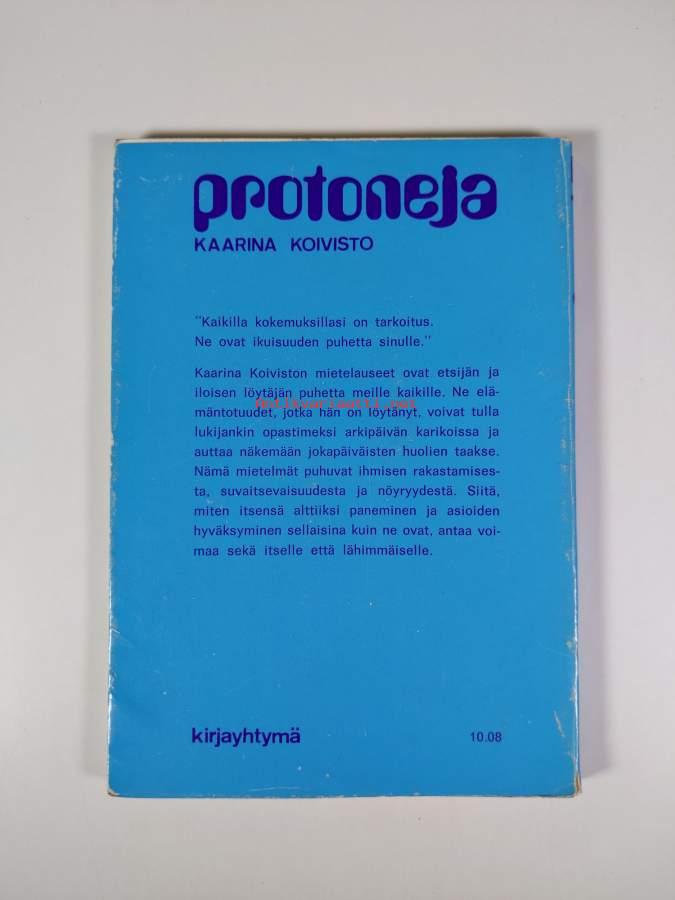 protoneja
KAARINA KOIVISTO
"Kaikilla kokemuksillasi on tarkoitus.
Ne ovat ikuisuuden puhetta sinulle."
Kaarina Koiviston mietelauseet ovat etsijän ja
iloisen löytäjän puhetta meille kaikille. Ne elä-
Antikvariaatti.net
mäntotuudet, jotka hän on löytänyt, voivat tulla
lukijankin opastimeksi arkipäivän karikoissa ja
auttaa näkemään jokapäiväisten huolien taakse.
Nämä mietelmät puhuvat ihmisen rakastamises-
ta, suvaitsevaisuudesta ja nöyryydestä. Siitä,
miten itsensä alttiiksi paneminen ja asioiden
hyväksyminen sellaisina kuin ne ovat, antaa voi-
maa sekä itselle että lähimmäiselle.
kirjayhtymä
10.08